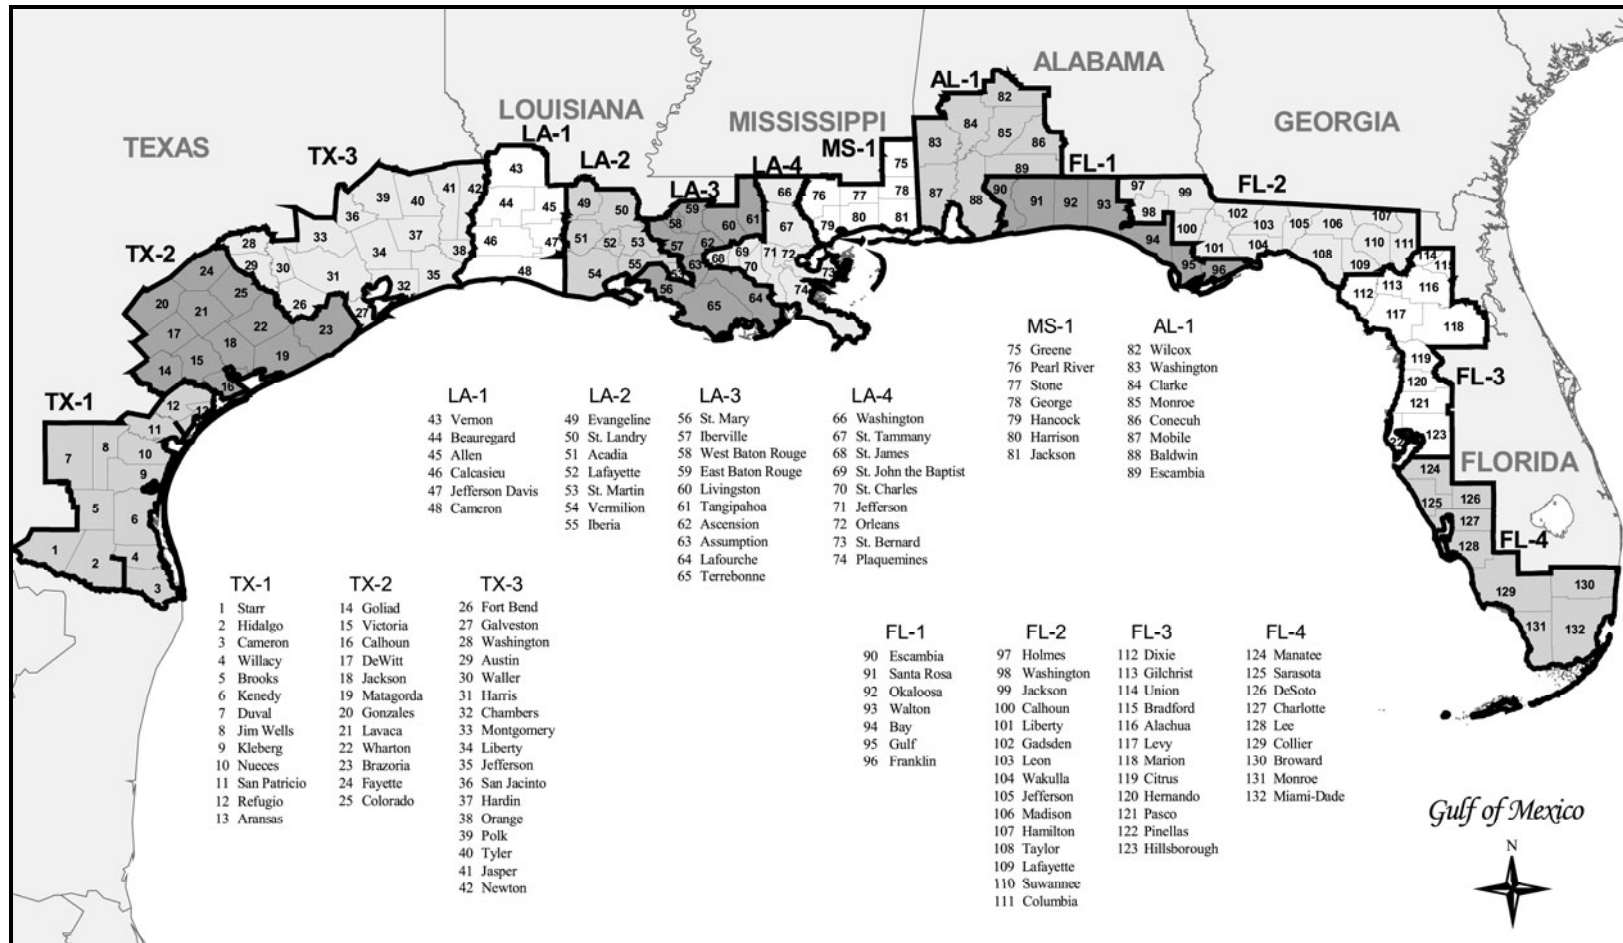 ALABAMA
AL-1
LOUISIANA
MISSISSIPPI
GEORGIA
TEXAS
LA-1
TX-3
LA-2
MS-1
LA-4
FL-1
FL-2
LA-3
TX-2
TX-1
FL-3
FLORIDA
FL-4
MS-1
75 Greene
76 Pearl River
77 Stone
78 George
79 Hancock
80 Harrison
81 Jackson
AL-1
82 Wilcox
83 Washington
84 Clarke
85 Monroe
86 Conecuh
87 Mobile
88 Baldwin
89 Escambia
LA-1
43 Vernon
44 Beauregard
45 Allen
46 Calcasieu
47 Jefferson Davis
48 Cameron
LA-2
49 Evangeline
50 St. Landry
51 Acadia
52 Lafayette
53 St. Martin
54 Vermilion
55 Iberia
LA-3
56 St. Mary
57 Iberville
58 West Baton Rouge
59 East Baton Rouge
60 Livingston
61 Tangipahoa
62 Ascension
63 Assumption
64 Lafourche
65 Terrebonne
LA-4
66 Washington
67 St. Tammany
68 St. James
69 St. John the Baptist
70 St. Charles
71 Jefferson
72 Orleans
73 St. Bernard
74 Plaquemines
TX-1
1 Starr
2 Hidalgo
3 Cameron
4 Willacy
5 Brooks
6 Kenedy
7 Duval
8 Jim Wells
9 Kleberg
10 Nueces
11 San Patricio
12 Refugio
13 Aransas
TX-2
14 Goliad
15 Victoria
16 Calhoun
17 DeWitt
18 Jackson
19 Matagorda
20 Gonzales
21 Lavaca
22 Wharton
23 Brazoria
24 Fayette
25 Colorado
TX-3
26 Fort Bend
27 Galveston
28 Washington
29 Austin
30 Waller
31 Harris
32 Chambers
33 Montgomery
34 Liberty
35 Jefferson
36 San Jacinto
37 Hardin
38 Orange
39 Polk
40 Tyler
41 Jasper
42 Newton
FL-1
90 Escambia
91 Santa Rosa
92 Okaloosa
93 Walton
94 Bay
95 Gulf
96 Franklin
FL-2
97 Holmes
98 Washington
99 Jackson
100 Calhoun
101 Liberty
102 Gadsden
103 Leon
104 Wakulla
105 Jefferson
106 Madison
107 Hamilton
108 Taylor
109 Lafayette
110 Suwannee
111 Columbia
FL-3
112 Dixie
113 Gilchrist
114 Union
115 Bradford
116 Alachua
117 Levy
118 Marion
119 Citrus
120 Hernando
121 Pasco
122 Pinellas
123 Hillsborough
FL-4
124 Manatee
125 Sarasota
126 DeSoto
127 Charlotte
128 Lee
129 Collier
130 Broward
131 Monroe
132 Miami-Dade
Gulf of Mexico
N